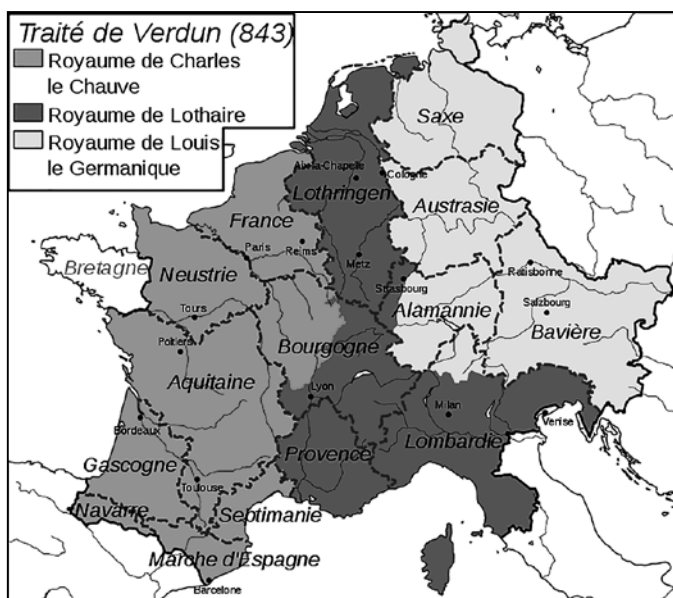 Traité de Verdun (843)
Royaume de Charles
le Chauve
Royaume de Lothaire
Royaume de Louis
le Germanique
Saxe
Aix-la-Chapelle
Cologne
Lothringen
Austrasie
France
Paris
Reims
Metz
Ratisbonne
Bretagne
Neustrie
Strasbourg
Tours
Salzbourg
Alamannie
Bavière
Poitiers
Bourgogne
Aquitaine
Lyon
Milan
Venise
Bordeaux
Provence
Lombardie
Gascogne
Toulouse
Navarre
Septimanie
Marche d'Espagne
Barcelone